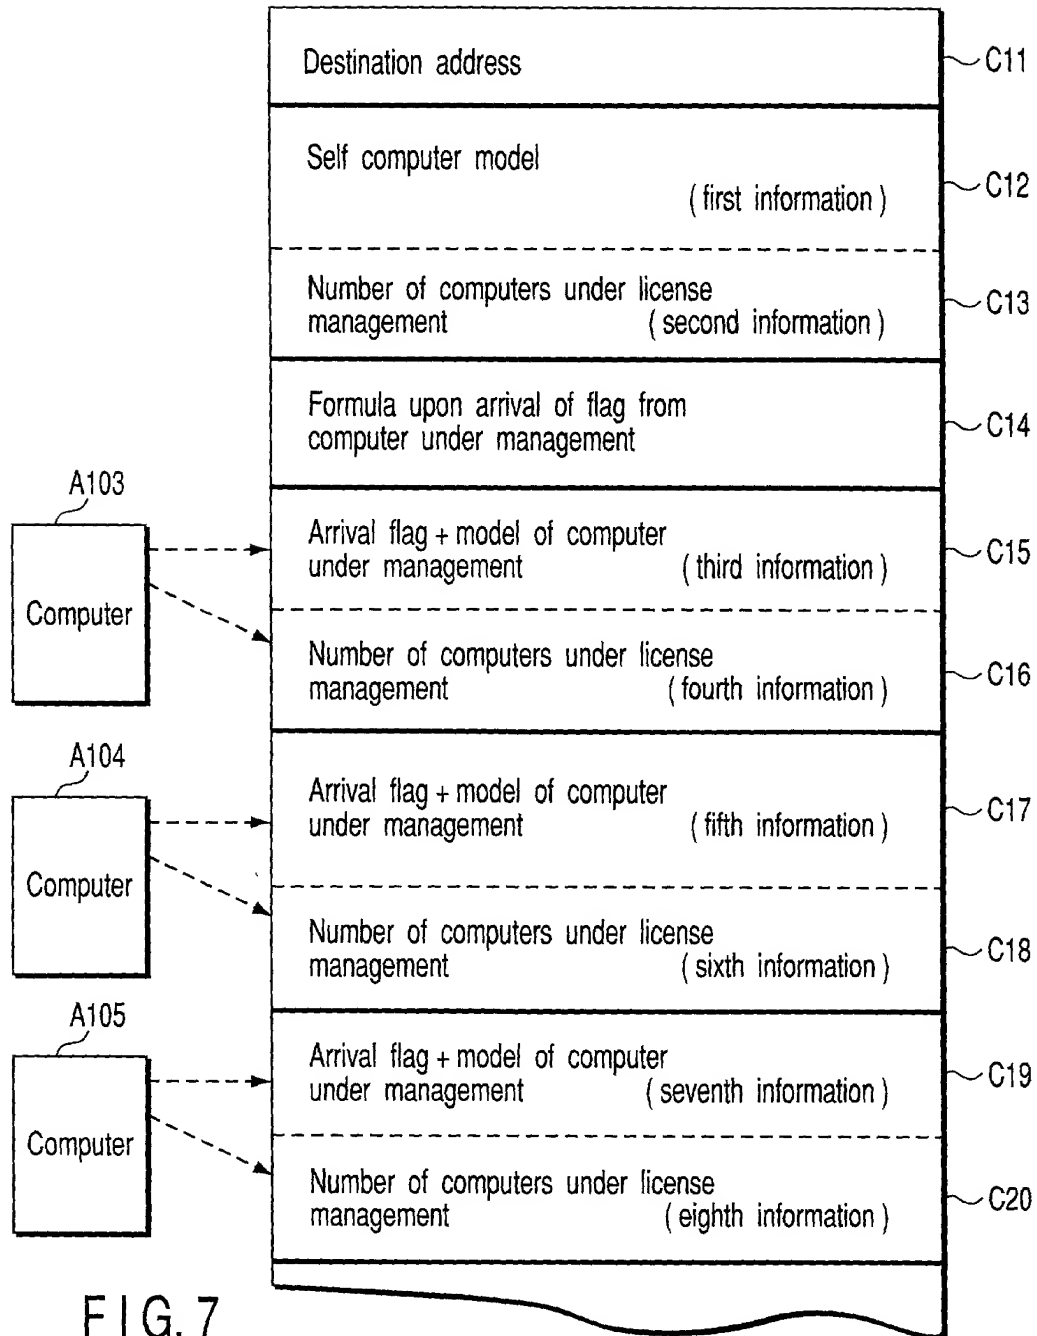 Destination address
C11
Self computer model
( first information )
C12
Number of computers under license
management ( second information )
C13
Formula upon arrival of flag from
computer under management
C14
A103
Computer
Arrival flag + model of computer
under management ( third information )
C15
Number of computers under license
management ( fourth information )
C16
A104
Computer
Arrival flag + model of computer
under management ( fifth information )
C17
Number of computers under license
management ( sixth information )
C18
A105
Computer
Arrival flag + model of computer
under management ( seventh information )
C19
Number of computers under license
management ( eighth information )
C20
FIG. 7